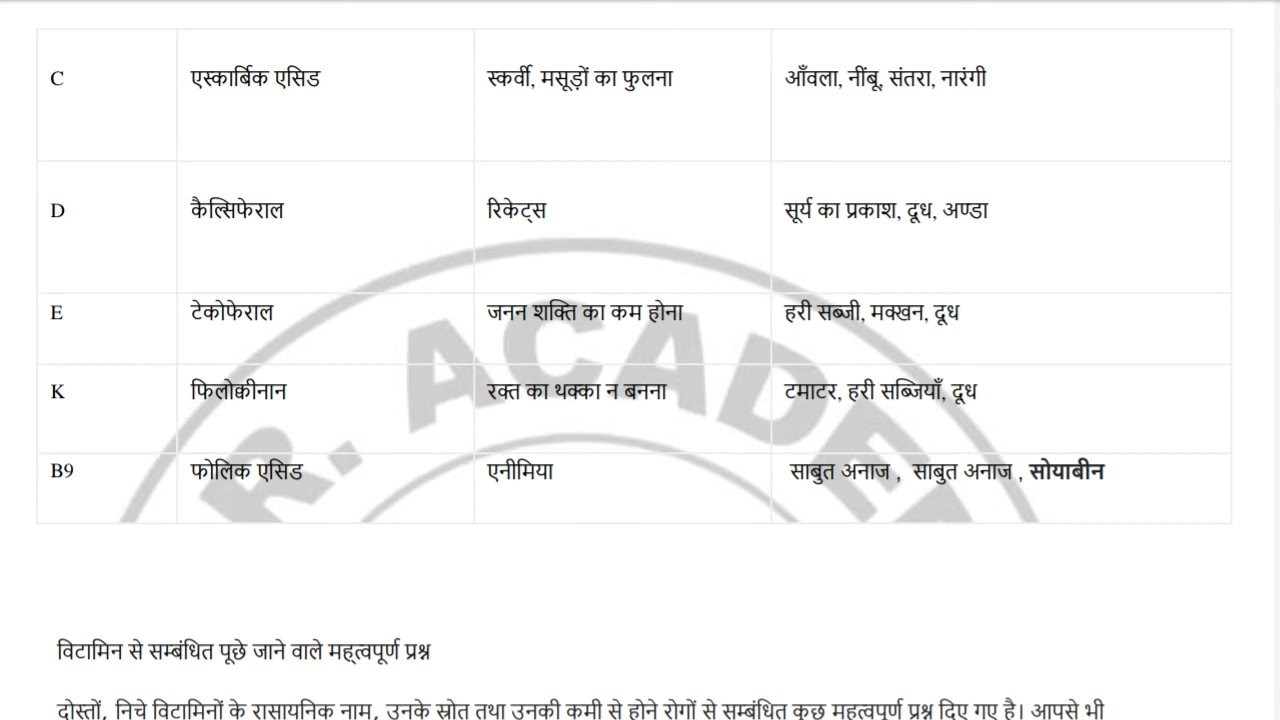 C एस्कार्बिक एसिड स्कर्वी, मसूड़ों का फुलना आँवला, नींबू, संतरा, नारंगी
D कैल्सिफेराल रिकेट्स सूर्य का प्रकाश, दूध, अण्डा
E टेकोफेराल जनन शक्ति का कम होना हरी सब्जी, मक्खन, दूध
K फिलोक्वीनान रक्त का थक्का न बनना टमाटर, हरी सब्जियाँ, दूध
B9 फोलिक एसिड एनीमिया साबुत अनाज , साबुत अनाज , सोयाबीन
R. ACADE
विटामिन से सम्बंधित पूछे जाने वाले मह्त्वपूर्ण प्रश्न
दोस्तों, निचे विटामिनों के रासायनिक नाम, उनके स्रोत तथा उनकी कमी से होने रोगों से सम्बंधित कुछ महत्वपूर्ण प्रश्न दिए गए है। आपसे भी